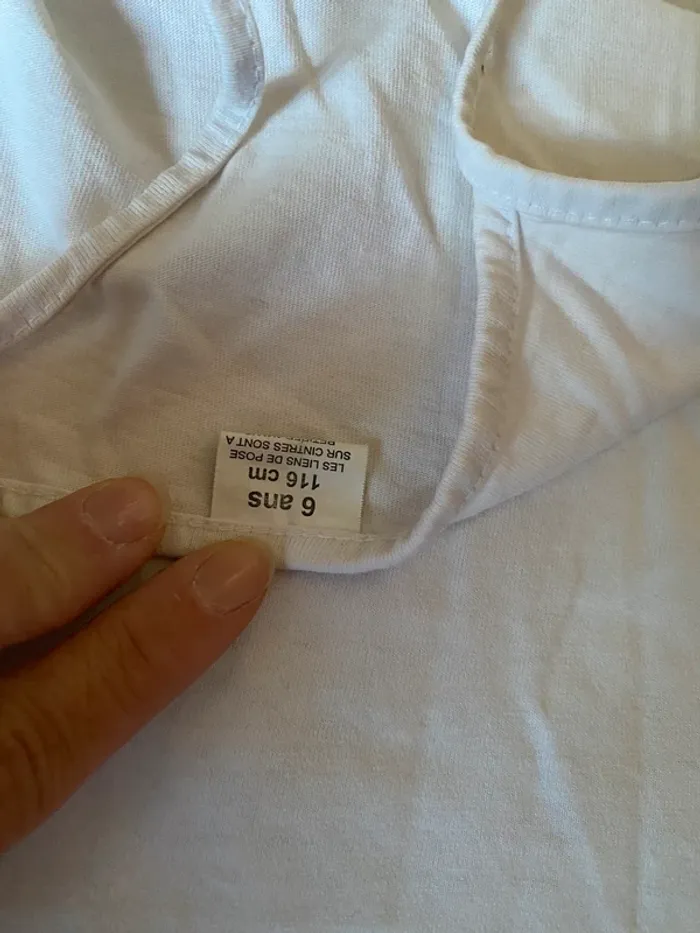 6 ans
116 cm
LES LIENS DE POSE
SUR CINTRES SONT A